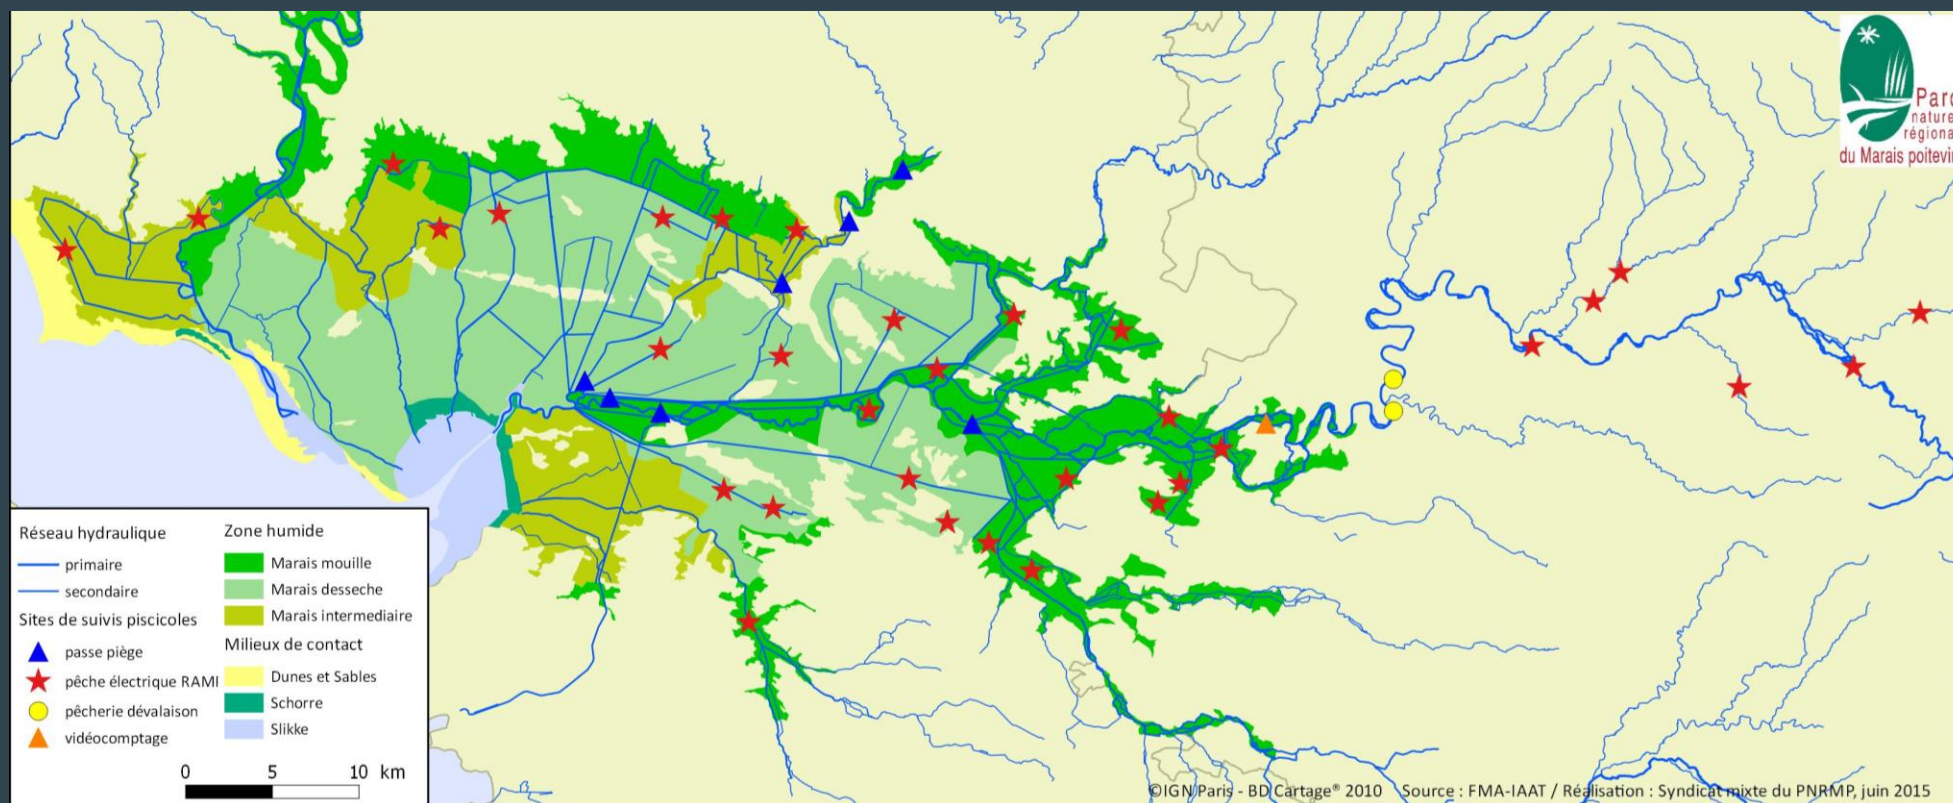 Parc
naturel
régional
du Marais poitevin
Réseau hydraulique
primaire
secondaire
Sites de suivis piscicoles
passe piège
pêche électrique RAMI
pêcherie dévalaison
vidéocomptage
Zone humide
Marais mouille
Marais desseche
Marais intermediaire
Milieux de contact
Dunes et Sables
Schorre
Slikke
0 5 10 km
©IGN Paris - BD Cartage® 2010 Source : FMA-IAAT / Réalisation : Syndicat mixte du PNRMP, juin 2015